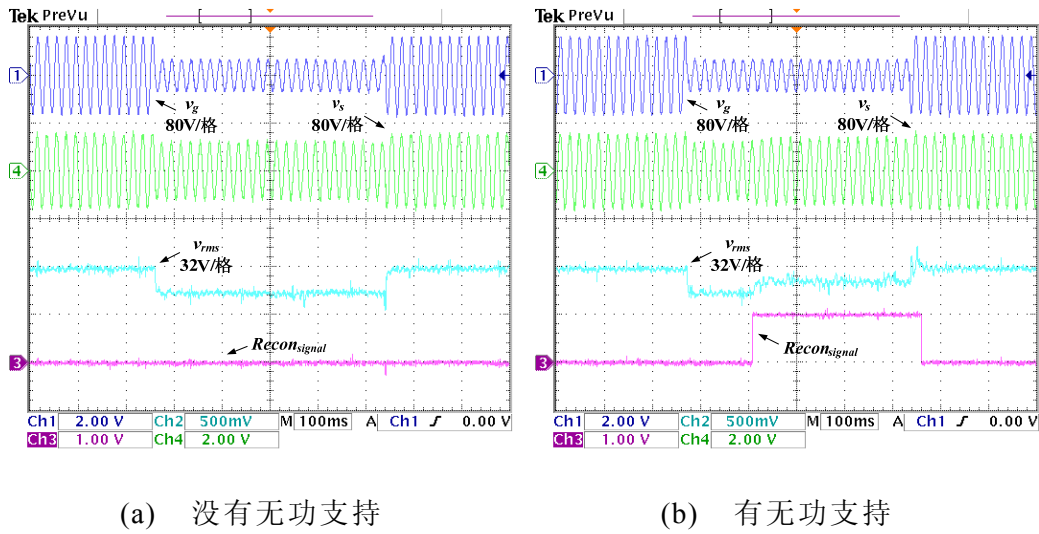 Tek PreVu
1
v_g
80V/格
v_s
80V/格
4
v_rms
32V/格
Recon_signal
3
Ch1 2.00 V Ch2 500mV M 100ms A Ch1 0.00 V
Ch3 1.00 V Ch4 2.00 V
(a) 没有无功支持
Tek PreVu
1
v_g
80V/格
v_s
80V/格
4
v_rms
32V/格
Recon_signal
3
Ch1 2.00 V Ch2 500mV M 100ms A Ch1 0.00 V
Ch3 1.00 V Ch4 2.00 V
(b) 有无功支持